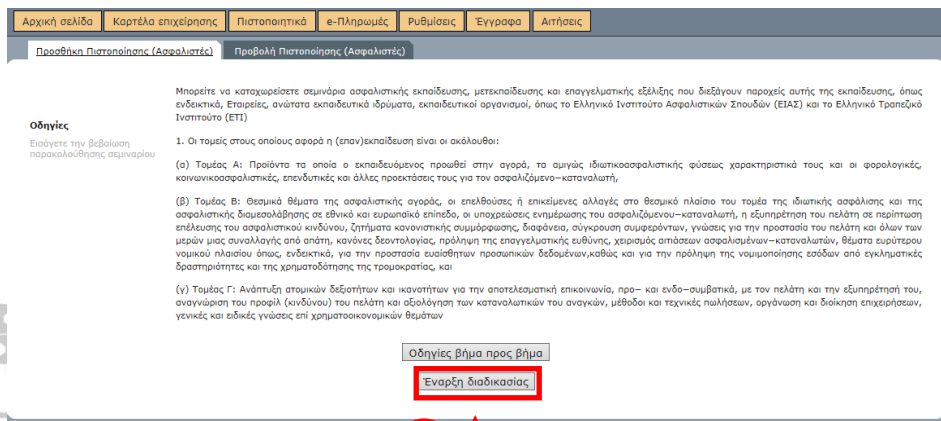 Αρχική σελίδα Καρτέλα επιχείρησης Πιστοποιητικά e-Πληρωμές Ρυθμίσεις Έγγραφα Αιτήσεις
Προσθήκη Πιστοποίησης (Ασφαλιστές) Προβολή Πιστοποίησης (Ασφαλιστές)
Οδηγίες
Εισάγετε την βεβαίωση
παρακολούθησης σεμιναρίου
Μπορείτε να καταχωρείσετε σεμινάρια ασφαλιστικής εκπαίδευσης, μετεκπαίδευσης και επαγγελματικής εξέλιξης που διεξάγουν παροχείς αυτής της εκπαίδευσης, όπως
ενδεικτικά, Εταιρείες, ανώτατα εκπαιδευτικά ιδρύματα, εκπαιδευτικοί οργανισμοί, όπως το Ελληνικό Ινστιτούτο Ασφαλιστικών Σπουδών (ΕΙΑΣ) και το Ελληνικό Τραπεζικό
Ινστιτούτο (ΕΤΙ)
1. Οι τομείς στους οποίους αφορά η (επαν)εκπαίδευση είναι οι ακόλουθοι:
(α) Τομέας Α: Προϊόντα τα οποία ο εκπαιδευόμενος προωθεί στην αγορά, τα αμιγώς ιδιωτικοασφαλιστικής φύσεως χαρακτηριστικά τους και οι φορολογικές,
κοινωνικοασφαλιστικές, επενδυτικές και άλλες προεκτάσεις τους για τον ασφαλιζόμενο−καταναλωτή,
(β) Τομέας Β: Θεσμικά θέματα της ασφαλιστικής αγοράς, οι επελθούσες ή επικείμενες αλλαγές στο θεσμικό πλαίσιο του τομέα της ιδιωτικής ασφάλισης και της
ασφαλιστικής διαμεσολάβησης σε εθνικό και ευρωπαϊκό επίπεδο, οι υποχρεώσεις ενημέρωσης του ασφαλιζόμενου−καταναλωτή, η εξυπηρέτηση του πελάτη σε περίπτωση
επέλευσης του ασφαλιστικού κινδύνου, ζητήματα κανονιστικής συμμόρφωσης, διαφάνεια, σύγκρουση συμφερόντων, γνώσεις για την προστασία του πελάτη και όλων των
μερών μιας συναλλαγής από απάτη, κανόνες δεοντολογίας, πρόληψη της επαγγελματικής ευθύνης, χειρισμός αιτιάσεων ασφαλισμένων−καταναλωτών, θέματα ευρύτερου
νομικού πλαισίου όπως, ενδεικτικά, για την προστασία ευαίσθητων προσωπικών δεδομένων,καθώς και για την πρόληψη της νομιμοποίησης εσόδων από εγκληματικές
δραστηριότητες και της χρηματοδότησης της τρομοκρατίας, και
(γ) Τομέας Γ: Ανάπτυξη ατομικών δεξιοτήτων και ικανοτήτων για την αποτελεσματική επικοινωνία, προ− και ενδο−συμβατικά, με τον πελάτη και την εξυπηρέτησή του,
αναγνώριση του προφίλ (κινδύνου) του πελάτη και αξιολόγηση των καταναλωτικών του αναγκών, μέθοδοι και τεχνικές πωλήσεων, οργάνωση και διοίκηση επιχειρήσεων,
γενικές και ειδικές γνώσεις επί χρηματοοικονομικών θεμάτων
Οδηγίες βήμα προς βήμα
Έναρξη διαδικασίας